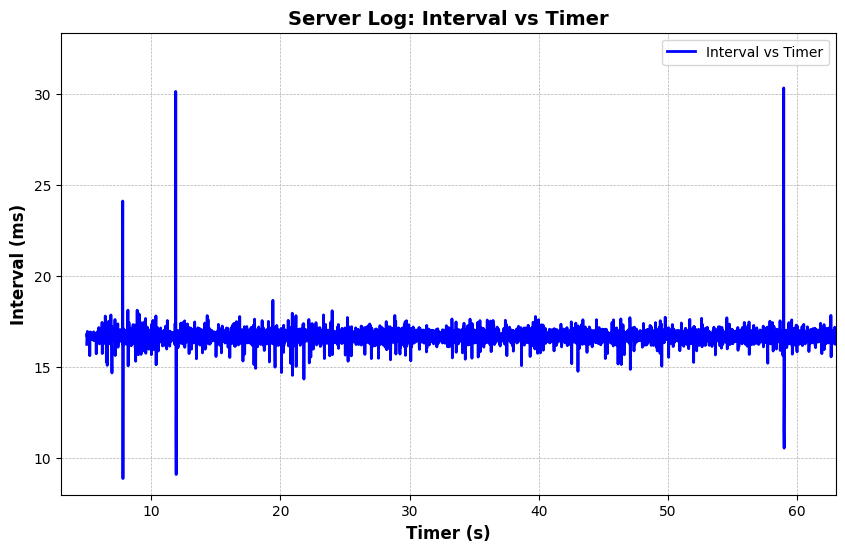 Server Log: Interval vs Timer
Interval vs Timer
30
25
20
15
10
Interval (ms)
10 20 30 40 50 60
Timer (s)